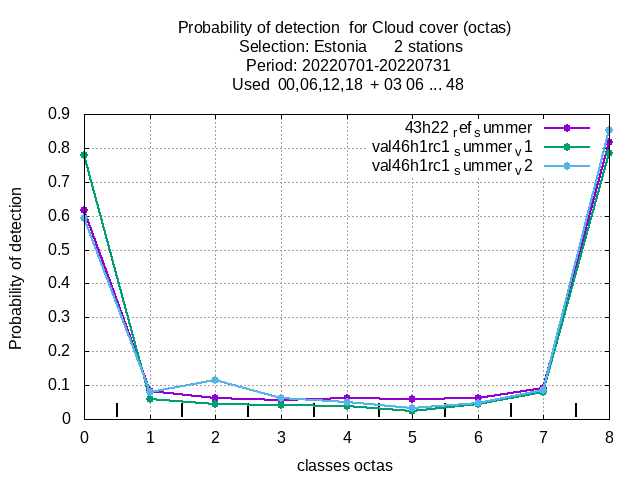 Probability of detection  for Cloud cover (octas)
Selection: Estonia      2 stations
Period: 20220701-20220731
Used  00,06,12,18  + 03 06 ... 48
43h22_ref_summer
val46h1rc1_summer_v1
val46h1rc1_summer_v2
Probability of detection
0.9
0.8
0.7
0.6
0.5
0.4
0.3
0.2
0.1
0
0 1 2 3 4 5 6 7 8
classes octas